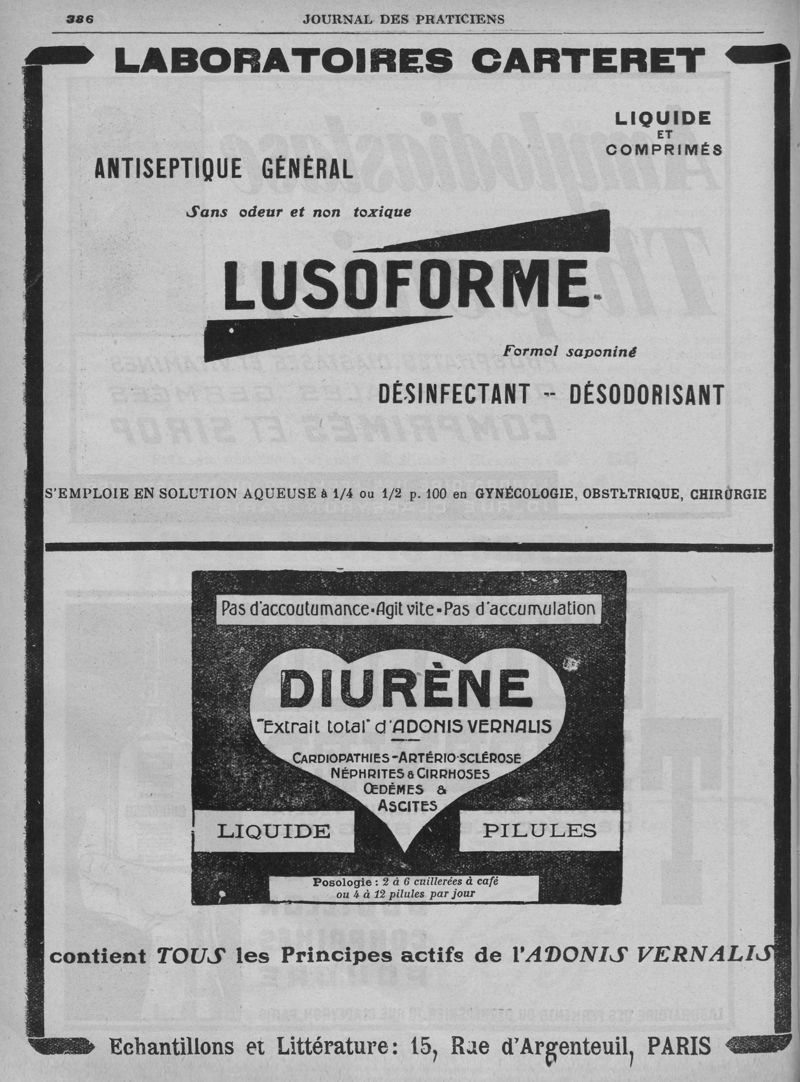 386
JOURNAL DES PRATICIENS
LABORATOIRES CARTERET
LIQUIDE
ET
COMPRIMÉS
ANTISEPTIQUE GÉNÉRAL
Sans odeur et non toxique
LUSOFORME
Formol saponiné
DÉSINFECTANT -- DÉSODORISANT
S'EMPLOIE EN SOLUTION AQUEUSE à 1/4 ou 1/2 p. 100 en GYNÉCOLOGIE, OBSTÉTRIQUE, CHIRURGIE
Pas d'accoutumance-Agit vite-Pas d'accumulation
DIURÈNE
"Extrait total" d'ADONIS VERNALIS
CARDIOPATHIES-ARTÉRIO-SCLÉROSE
NÉPHRITES & CIRRHOSES
ŒDÈMES &
ASCITES
LIQUIDE
PILULES
Posologie : 2 à 6 cuillerées à café
ou 4 à 12 pilules par jour
contient TOUS les Principes actifs de l'ADONIS VERNALIS
Echantillons et Littérature: 15, Rue d'Argenteuil, PARIS